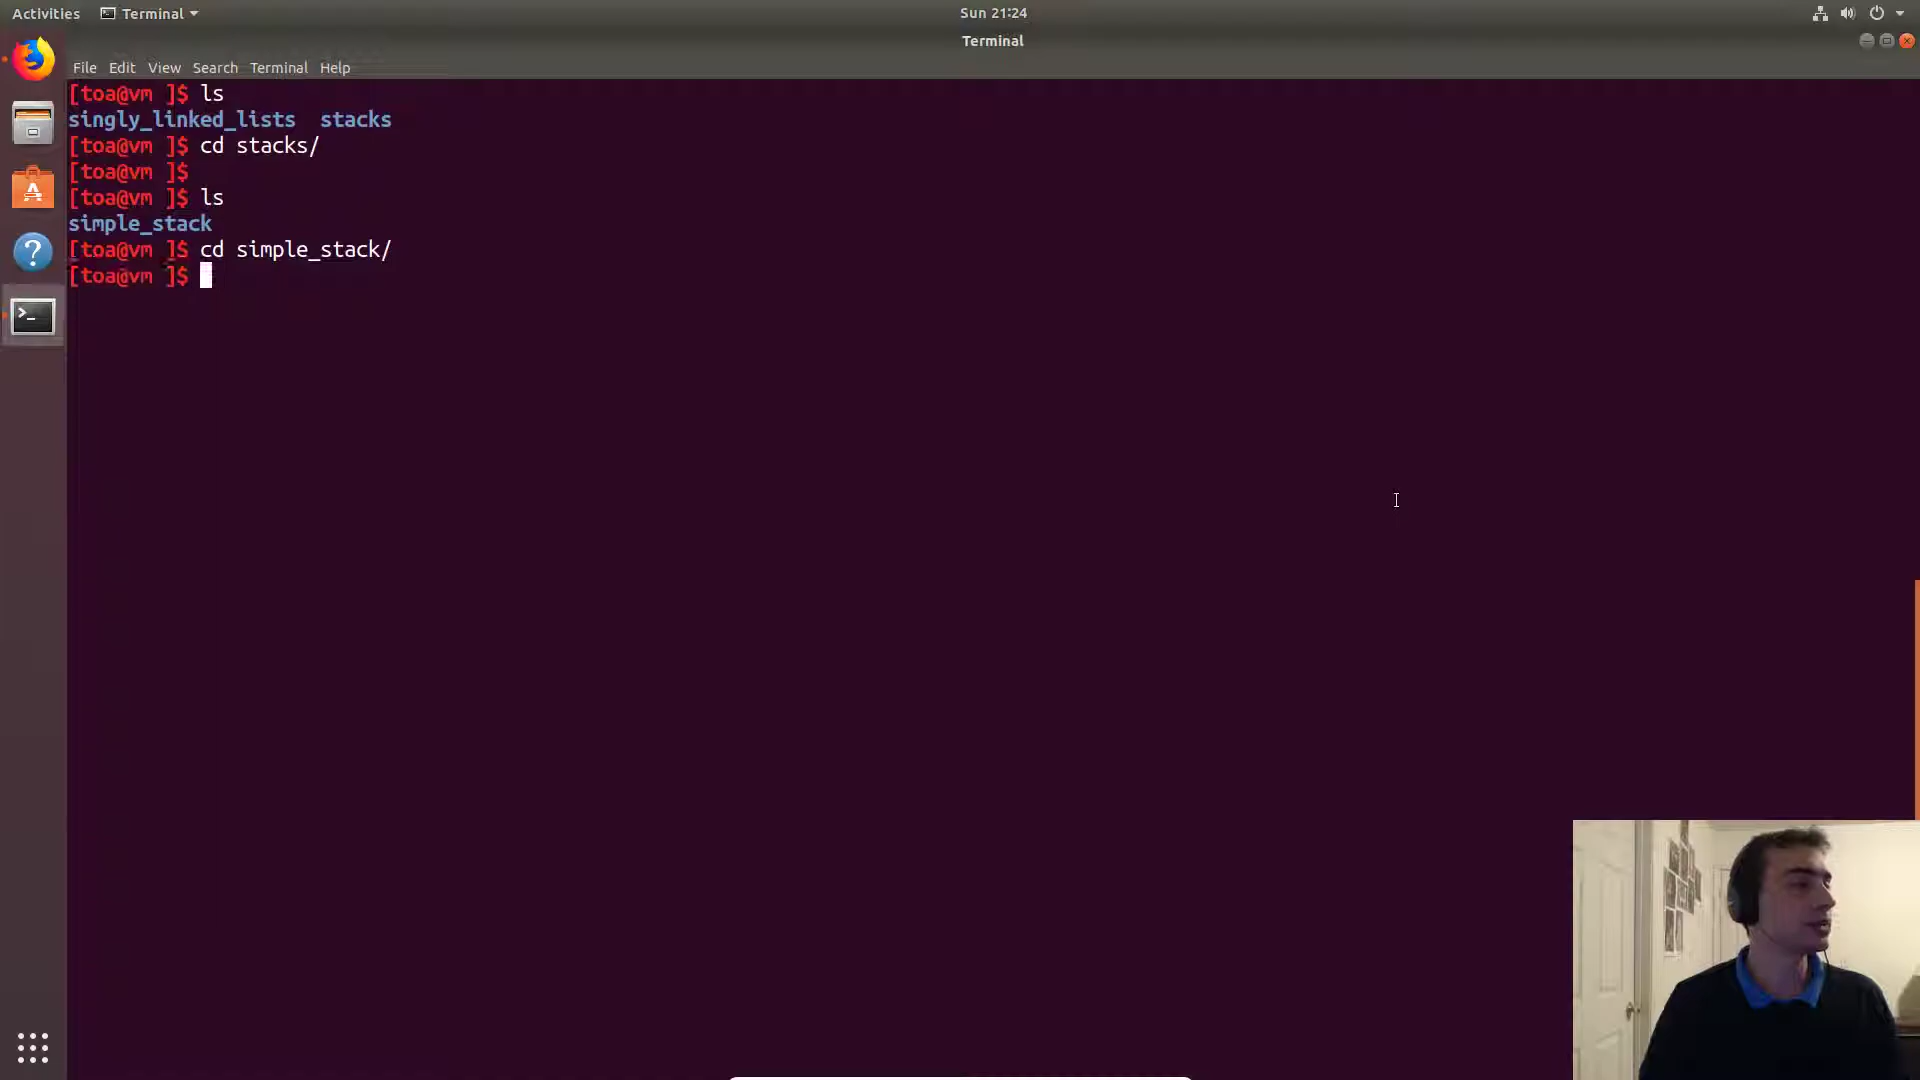 Activities Terminal Sun 21:24
Terminal
File Edit View Search Terminal Help
[toa@vm ]$ ls
singly_linked_lists stacks
[toa@vm ]$ cd stacks/
[toa@vm ]$
[toa@vm ]$ ls
simple_stack
[toa@vm ]$ cd simple_stack/
[toa@vm ]$